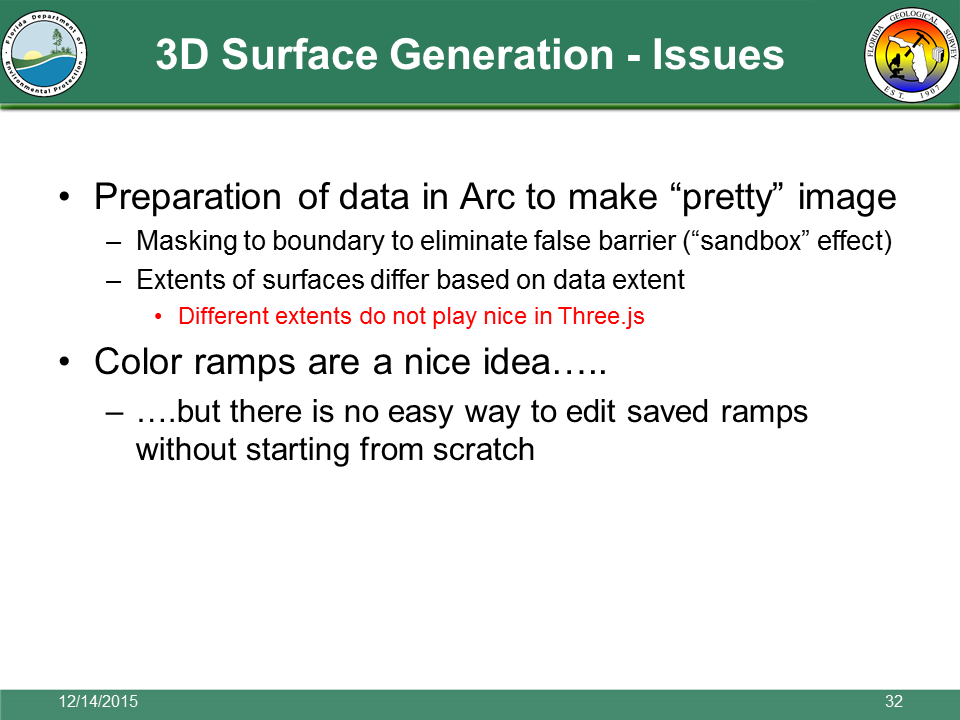 Florida Department of
Environmental Protection
3D Surface Generation - Issues
FLORIDA GEOLOGICAL SURVEY
EST. 1907
• Preparation of data in Arc to make “pretty” image
– Masking to boundary to eliminate false barrier (“sandbox” effect)
– Extents of surfaces differ based on data extent
• Different extents do not play nice in Three.js
• Color ramps are a nice idea…..
– ….but there is no easy way to edit saved ramps
without starting from scratch
12/14/2015
32